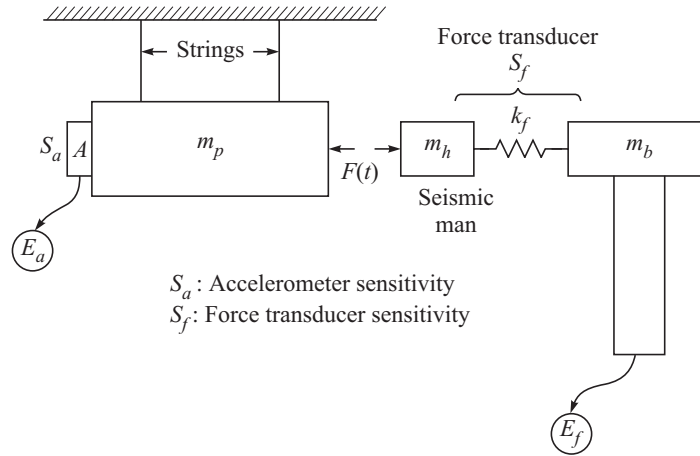 Strings
Force transducer
S_f
k_f
S_a
A
m_p
F(t)
m_h
m_b
Seismic
man
E_a
S_a : Accelerometer sensitivity
S_f : Force transducer sensitivity
E_f